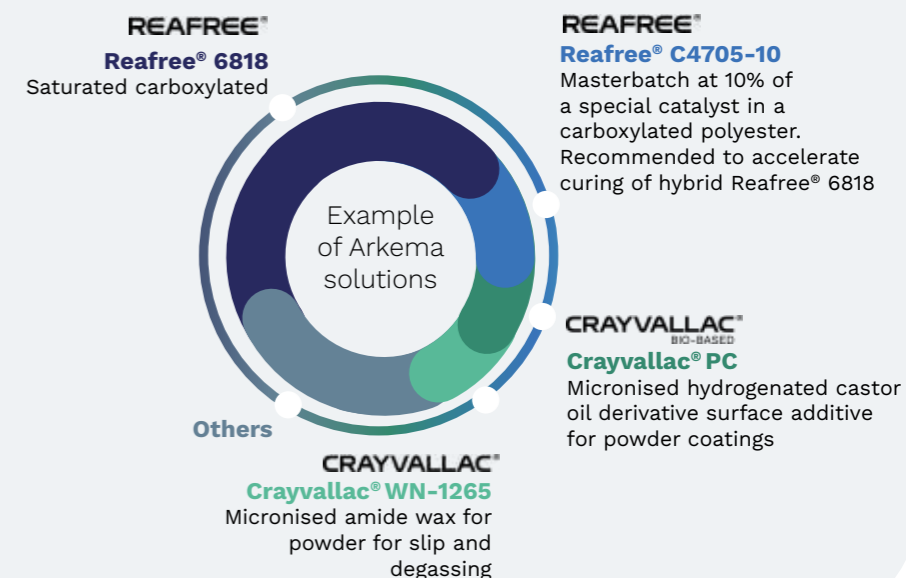 REAFREE®
Reafree® 6818
Saturated carboxylated
REAFREE®
Reafree® C4705-10
Masterbatch at 10% of
a special catalyst in a
carboxylated polyester.
Recommended to accelerate
curing of hybrid Reafree® 6818
Example
of Arkema
solutions
CRAYVALLAC®
BIO-BASED
Crayvallac® PC
Micronised hydrogenated castor
oil derivative surface additive
for powder coatings
Others
CRAYVALLAC®
Crayvallac® WN-1265
Micronised amide wax for
powder for slip and
degassing